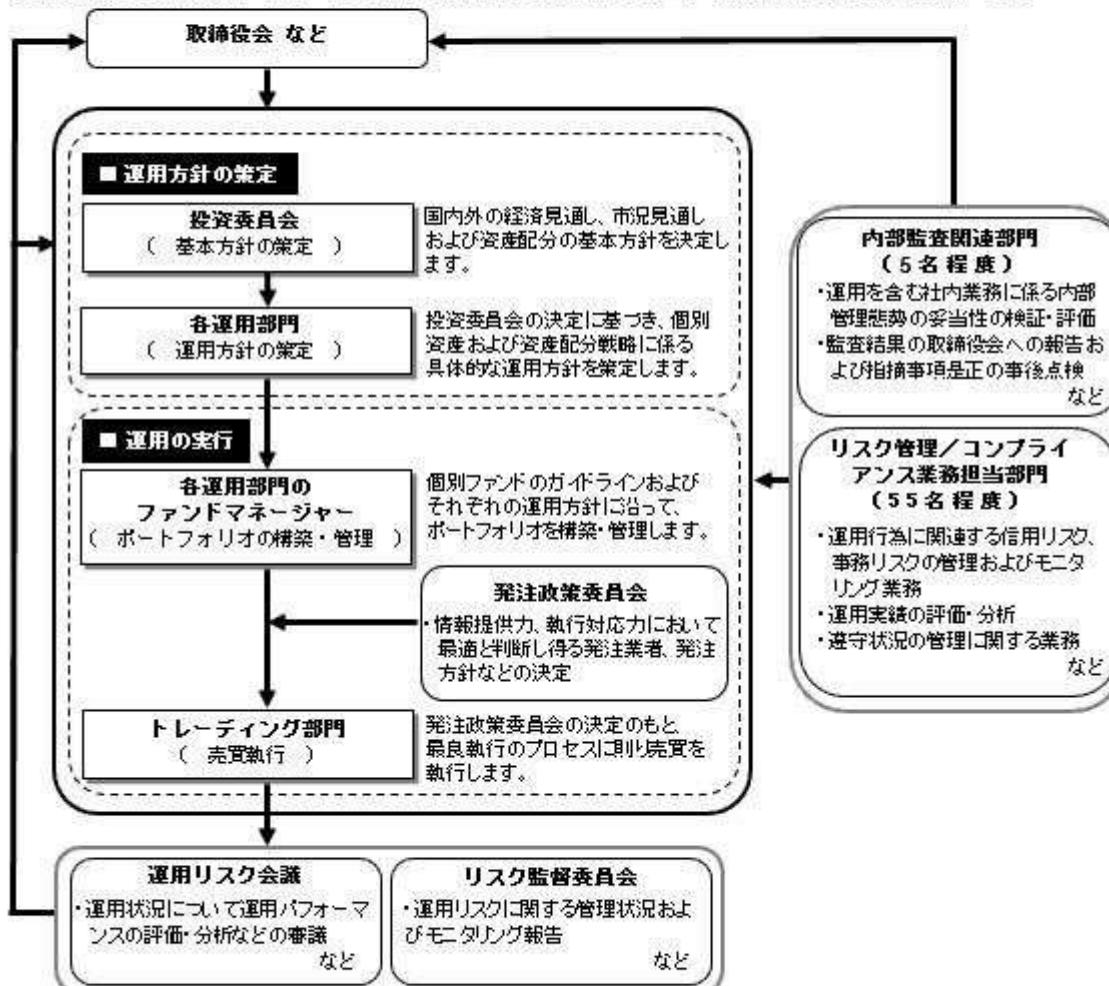 取締役会 など
■ 運用方針の策定
投資委員会
( 基本方針の策定 )
国内外の経済見通し、市況見通し
および資産配分の基本方針を決定し
ます。
各運用部門
( 運用方針の策定 )
投資委員会の決定に基づき、個別
資産および資産配分戦略に係る
具体的な運用方針を策定します。
■ 運用の実行
各運用部門の
ファンドマネージャー
( ポートフォリオの構築・管理 )
個別ファンドのガイドラインおよび
それぞれの運用方針に沿って、
ポートフォリオを構築・管理します。
発注政策委員会
・情報提供力、執行対応力において
最適と判断し得る発注業者、発注
方針などの決定
トレーディング部門
( 売買執行 )
発注政策委員会の決定のもと、
最良執行のプロセスに則り売買を
執行します。
運用リスク会議
・運用状況について運用パフォーマ
ンスの評価・分析などの審議
など
リスク監督委員会
・運用リスクに関する管理状況およ
びモニタリング報告
など
内部監査関連部門
(5名程度)
・運用を含む社内業務に係る内部
管理態勢の妥当性の検証・評価
・監査結果の取締役会への報告お
よび指摘事項是正の事後点検
など
リスク管理/コンプライ
アンス業務担当部門
(55名程度)
・運用行為に関連する信用リスク、
事務リスクの管理およびモニタ
リング業務
・運用実績の評価・分析
・遵守状況の管理に関する業務
など